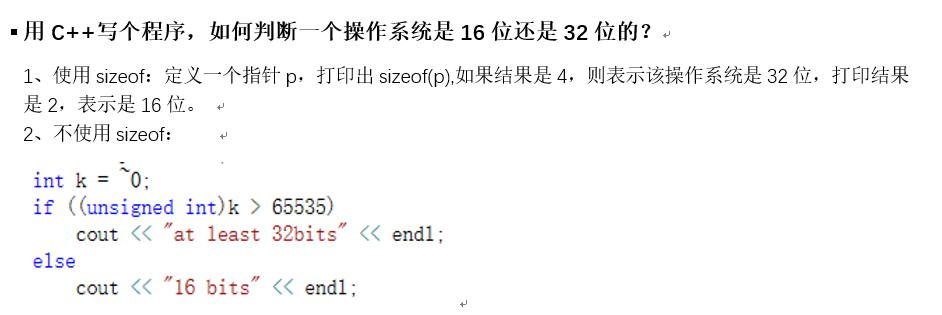 ▪用 C++写个程序，如何判断一个操作系统是 16 位还是 32 位的？
1、使用 sizeof：定义一个指针 p，打印出 sizeof(p),如果结果是 4，则表示该操作系统是 32 位，打印结果
是 2，表示是 16 位。
2、不使用 sizeof：
int k = ~0;
if ((unsigned int)k > 65535)
cout << "at least 32bits" << endl;
else
cout << "16 bits" << endl;